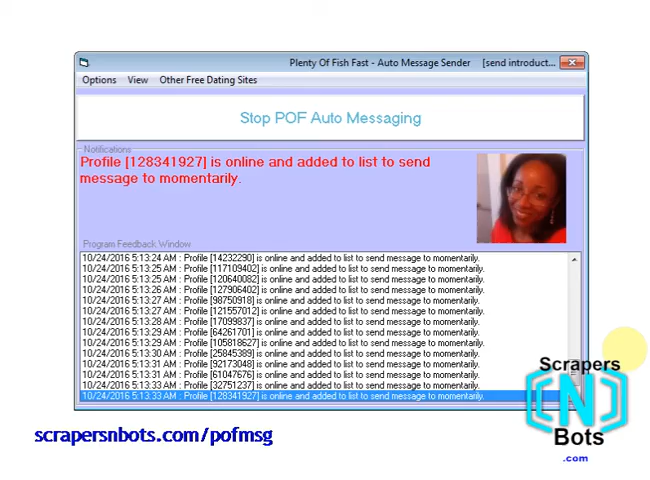 Plenty Of Fish Fast - Auto Message Sender [send introduct...
Options View Other Free Dating Sites
Stop POF Auto Messaging
Notifications
Profile [128341927] is online and added to list to send
message to momentarily.
Program Feedback Window
10/24/2016 5:13:24 AM : Profile [14232290] is online and added to list to send message to momentarily.
10/24/2016 5:13:25 AM : Profile [117109402] is online and added to list to send message to momentarily.
10/24/2016 5:13:25 AM : Profile [120640082] is online and added to list to send message to momentarily.
10/24/2016 5:13:26 AM : Profile [127906402] is online and added to list to send message to momentarily.
10/24/2016 5:13:27 AM : Profile [98750918] is online and added to list to send message to momentarily.
10/24/2016 5:13:27 AM : Profile [121557012] is online and added to list to send message to momentarily.
10/24/2016 5:13:28 AM : Profile [17099837] is online and added to list to send message to momentarily.
10/24/2016 5:13:29 AM : Profile [64261701] is online and added to list to send message to momentarily.
10/24/2016 5:13:29 AM : Profile [105818627] is online and added to list to send message to momentarily.
10/24/2016 5:13:30 AM : Profile [25845389] is online and added to list to send message to momentarily.
10/24/2016 5:13:31 AM : Profile [92173048] is online and added to list to send message to momentarily.
10/24/2016 5:13:31 AM : Profile [61047676] is online and added to list to send message to momentarily.
10/24/2016 5:13:33 AM : Profile [32751237] is online and added to list to send message to momentarily.
10/24/2016 5:13:33 AM : Profile [128341927] is online and added to list to send message to momentarily.
Scrapers
N
Bots
.com
scrapersnbots.com/pofmsg